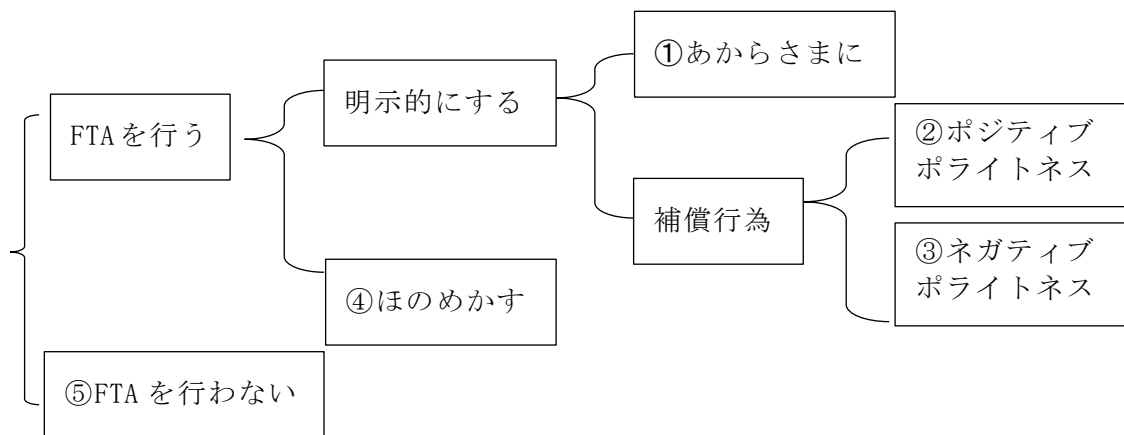 ①あからさまに
明示的にする
FTAを行う
②ポジティブ
ポライトネス
補償行為
③ネガティブ
ポライトネス
④ほのめかす
⑤FTAを行わない